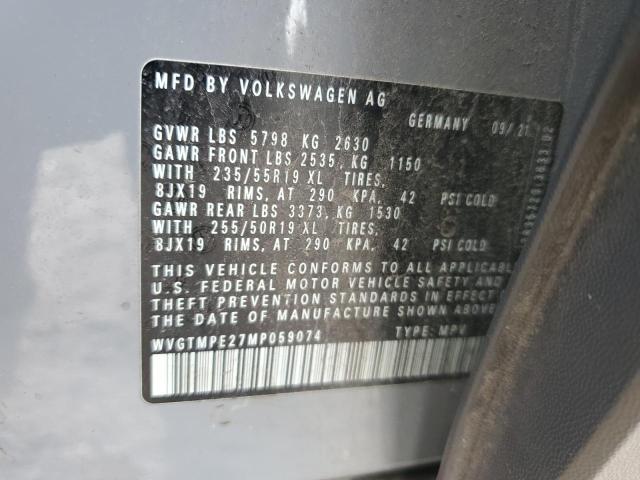 MFD BY VOLKSWAGEN AG
GERMANY 09/21
GVWR LBS 5798 KG 2630
GAWR FRONT LBS 2535, KG 1150
WITH 235/55R19 XL TIRES,
8JX19 RIMS, AT 290 KPA, 42 PSI COLD
GAWR REAR LBS 3373, KG 1530
WITH 255/50R19 XL TIRES,
8JX19 RIMS, AT 290 KPA, 42 PSI COLD
THIS VEHICLE CONFORMS TO ALL APPLICABLE
U.S. FEDERAL MOTOR VEHICLE SAFETY AND
THEFT PREVENTION STANDARDS IN EFFECT
THE DATE OF MANUFACTURE SHOWN ABOVE
WVGTMPE27MP059074 TYPE: MPV